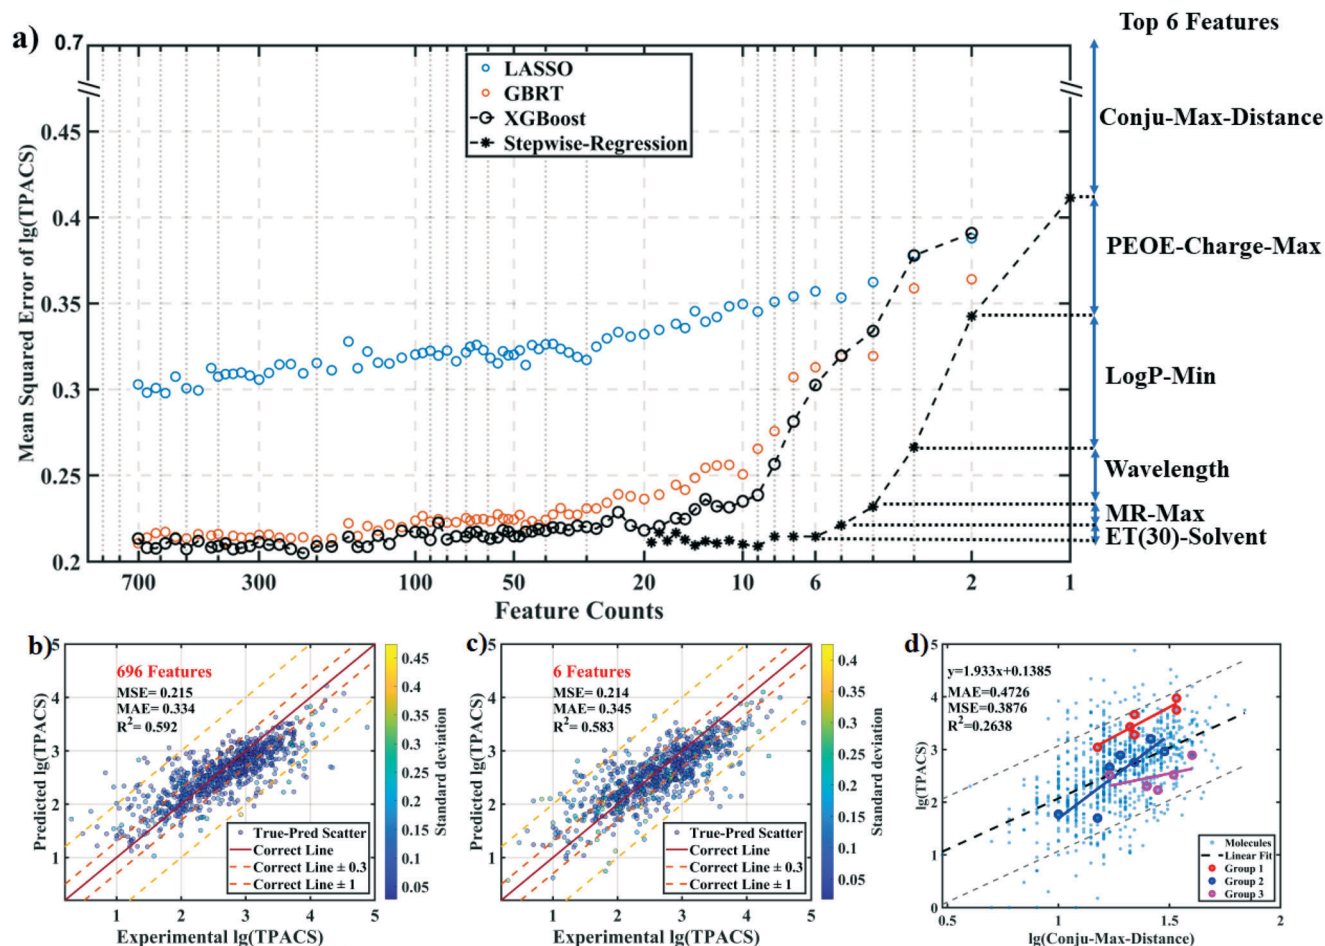 Top 6 Features
a)
0.7
0.45
0.4
0.35
0.3
0.25
0.2
Mean Squared Error of lg(TPACS)
LASSO
GBRT
XGBoost
Stepwise-Regression
Conju-Max-Distance
PEOE-Charge-Max
LogP-Min
Wavelength
MR-Max
ET(30)-Solvent
700 300 100 50 20 10 6 2 1
Feature Counts
b)
5
4
3
2
1
Predicted lg(TPACS)
696 Features
MSE= 0.215
MAE= 0.334
R²= 0.592
True-Pred Scatter
Correct Line
Correct Line ± 0.3
Correct Line ± 1
1 2 3 4 5
Experimental lg(TPACS)
0.45
0.4
0.35
0.3
0.25
0.2
0.15
0.1
0.05
Standard deviation
c)
5
4
3
2
1
Predicted lg(TPACS)
6 Features
MSE= 0.214
MAE= 0.345
R²= 0.583
True-Pred Scatter
Correct Line
Correct Line ± 0.3
Correct Line ± 1
1 2 3 4 5
Experimental lg(TPACS)
0.4
0.35
0.3
0.25
0.2
0.15
0.1
0.05
Standard deviation
d)
5
4
3
2
1
0
lg(TPACS)
y=1.933x+0.1385
MAE=0.4726
MSE=0.3876
R²=0.2638
Molecules
Linear Fit
Group 1
Group 2
Group 3
0.5 1 1.5 2
lg(Conju-Max-Distance)